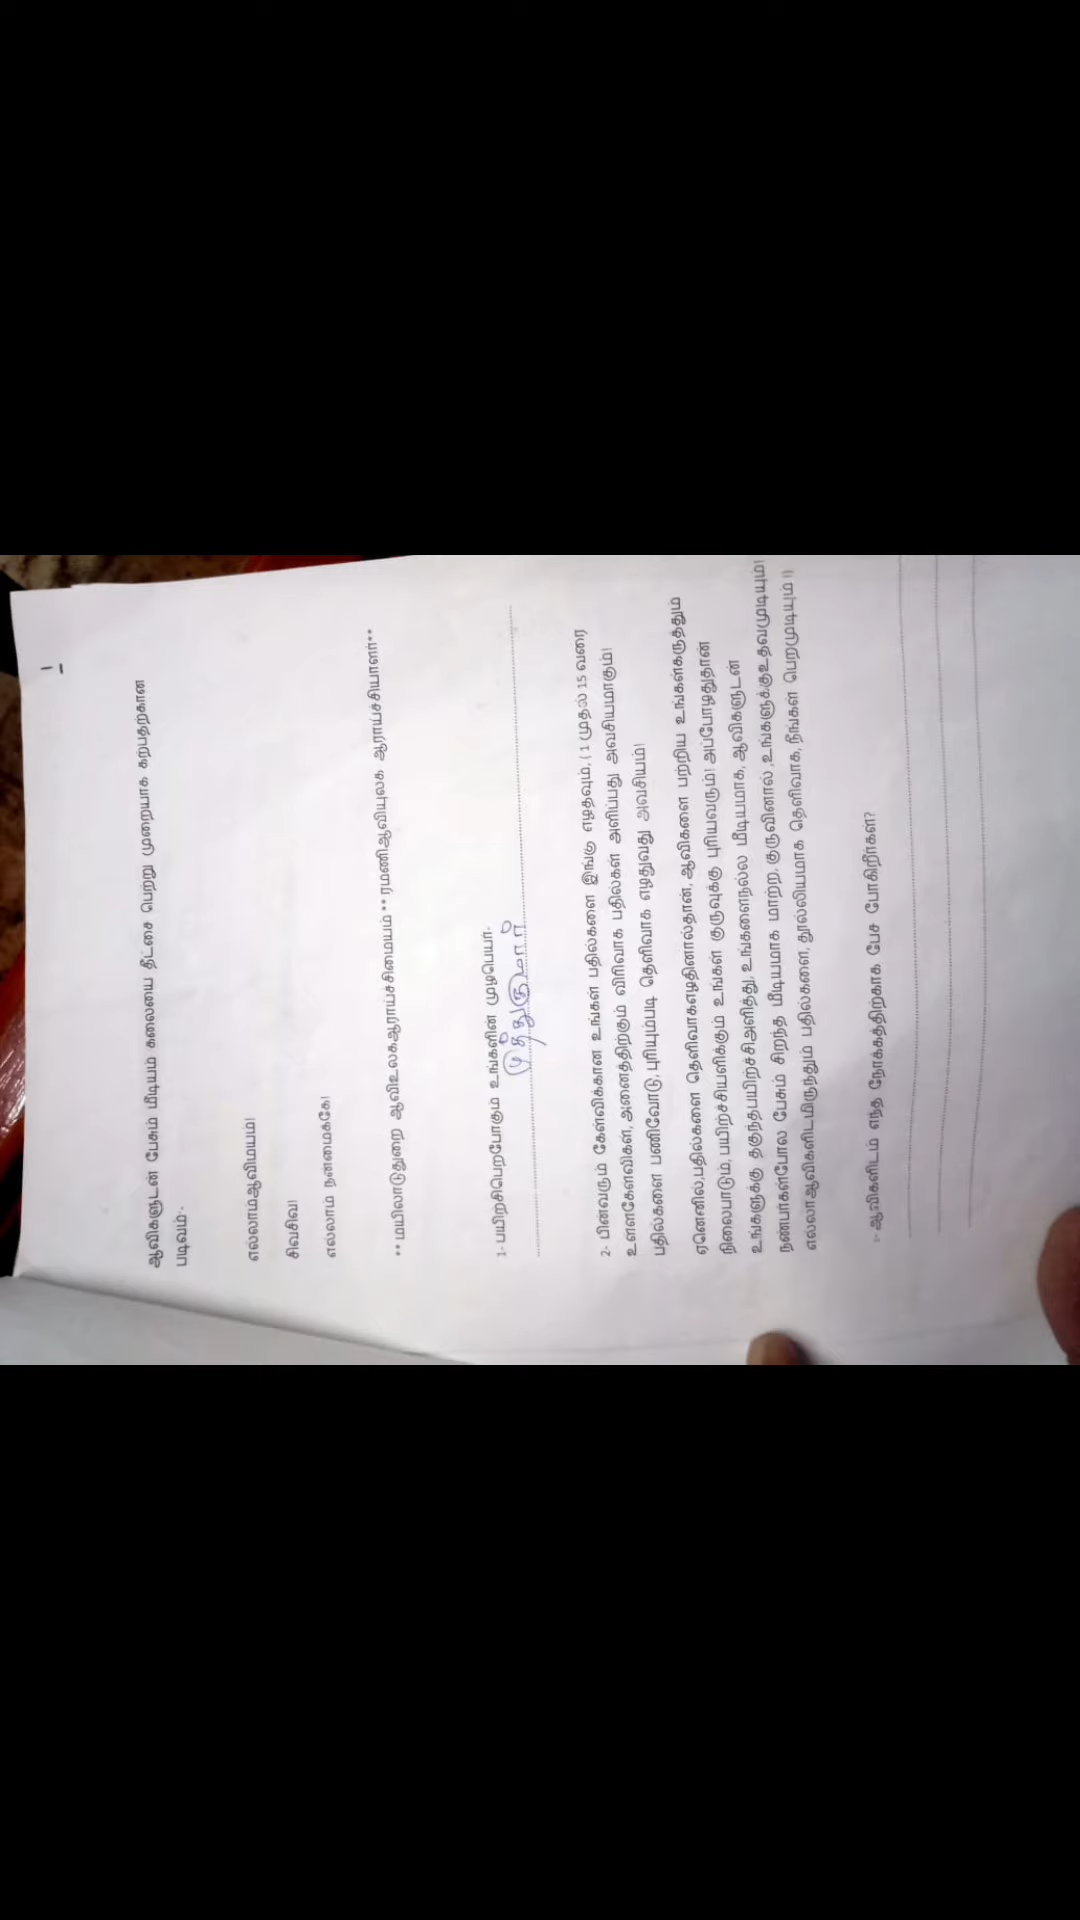 1
ஆவிகளுடன் பேசும் மீடியம் கலையை தீட்சை பெற்று முறையாக கற்பதற்கான
படிவம்:-
எல்லாம்ஆவிமயம்!
சிவசிவ!
எல்லாம் நன்மைக்கே!
** மயிலாடுதுறை ஆவிஉலகஆராய்ச்சிமையம் ** ரமணிஆவியுலக ஆராய்ச்சியாளர்**
1- பயிற்சிபெறபோகும் உங்களின் முழுபெயர்-
முத்துகுமார்
2- பின்வரும் கேள்விக்கான உங்கள் பதில்களை இங்கு எழுதவும், ( 1 முதல் 15 வரை
உள்ளகேள்விகள், அனைத்திற்கும் விரிவாக பதில்கள் அளிப்பது அவசியமாகும்!
பதில்களை பணிவோடு, புரியும்படி தெளிவாக எழுதுவது அவசியம்!
ஏனெனில்,பதில்களை தெளிவாகஎழுதினால்தான், ஆவிகளை பற்றிய உங்கள்கருத்தும்
நிலைபாடும், பயிற்சியளிக்கும் உங்கள் குருவுக்கு புரியவரும்! அப்போழுதுதான்
உங்களுக்கு தகுந்தபயிற்சிஅளித்து, உங்களைநல்ல மீடியமாக, ஆவிகளுடன்
நண்பர்கள்போல பேசும் சிறந்த மீடியமாக மாற்ற, குருவினால் ,உங்களுக்குஉதவமுடியும்!
எல்லாஆவிகளிடமிருந்தும் பதில்களை, தூல்லியமாக தெளிவாக, நீங்கள் பெறமுடியும் !)
1- ஆவிகளிடம் எந்த நோக்கத்திற்காக பேச போகிறீர்கள்?